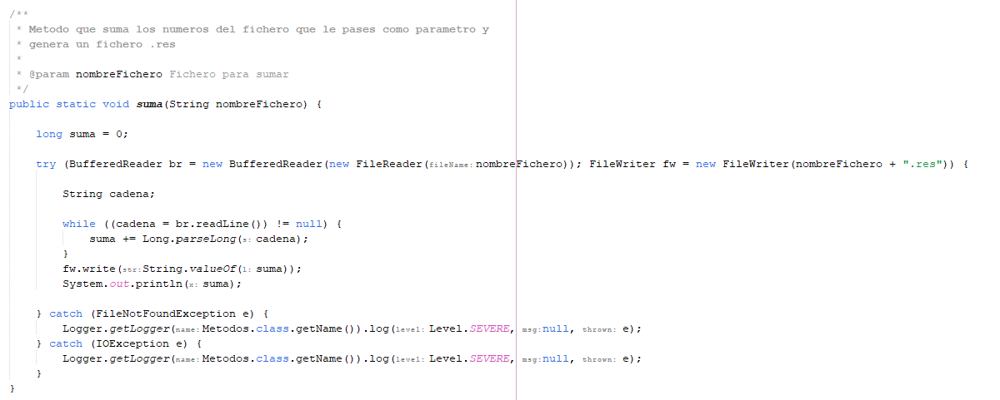 /**
 * Metodo que suma los numeros del fichero que le pases como parametro y
 * genera un fichero .res
 *
 * @param nombreFichero Fichero para sumar
 */
public static void suma(String nombreFichero) {
long suma = 0;
try (BufferedReader br = new BufferedReader(new FileReader(fileName: nombreFichero)); FileWriter fw = new FileWriter(nombreFichero + ".res")) {
String cadena;
while ((cadena = br.readLine()) != null) {
suma += Long.parseLong(s: cadena);
}
fw.write(str: String.valueOf(l: suma));
System.out.println(x: suma);
} catch (FileNotFoundException e) {
Logger.getLogger(name: Metodos.class.getName()).log(level: Level.SEVERE, msg: null, thrown: e);
} catch (IOException e) {
Logger.getLogger(name: Metodos.class.getName()).log(level: Level.SEVERE, msg: null, thrown: e);
}
}